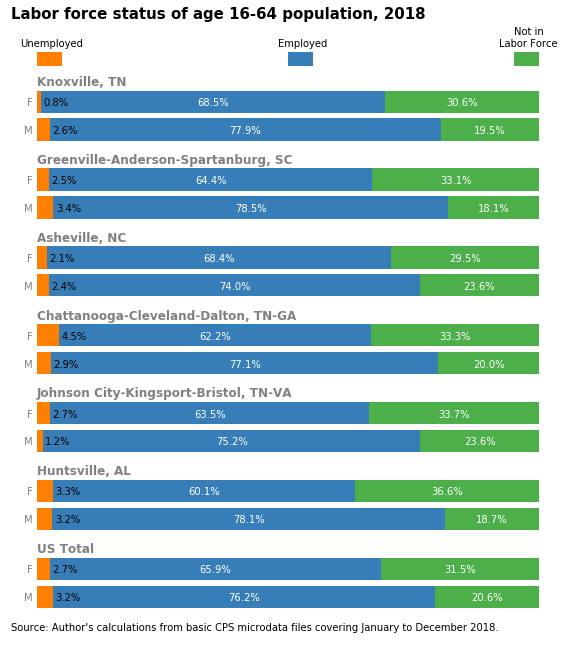 Labor force status of age 16-64 population, 2018
Unemployed
Employed
Not in
Labor Force
Knoxville, TN
F 0.8% 68.5% 30.6%
M 2.6% 77.9% 19.5%
Greenville-Anderson-Spartanburg, SC
F 2.5% 64.4% 33.1%
M 3.4% 78.5% 18.1%
Asheville, NC
F 2.1% 68.4% 29.5%
M 2.4% 74.0% 23.6%
Chattanooga-Cleveland-Dalton, TN-GA
F 4.5% 62.2% 33.3%
M 2.9% 77.1% 20.0%
Johnson City-Kingsport-Bristol, TN-VA
F 2.7% 63.5% 33.7%
M 1.2% 75.2% 23.6%
Huntsville, AL
F 3.3% 60.1% 36.6%
M 3.2% 78.1% 18.7%
US Total
F 2.7% 65.9% 31.5%
M 3.2% 76.2% 20.6%
Source: Author's calculations from basic CPS microdata files covering January to December 2018.